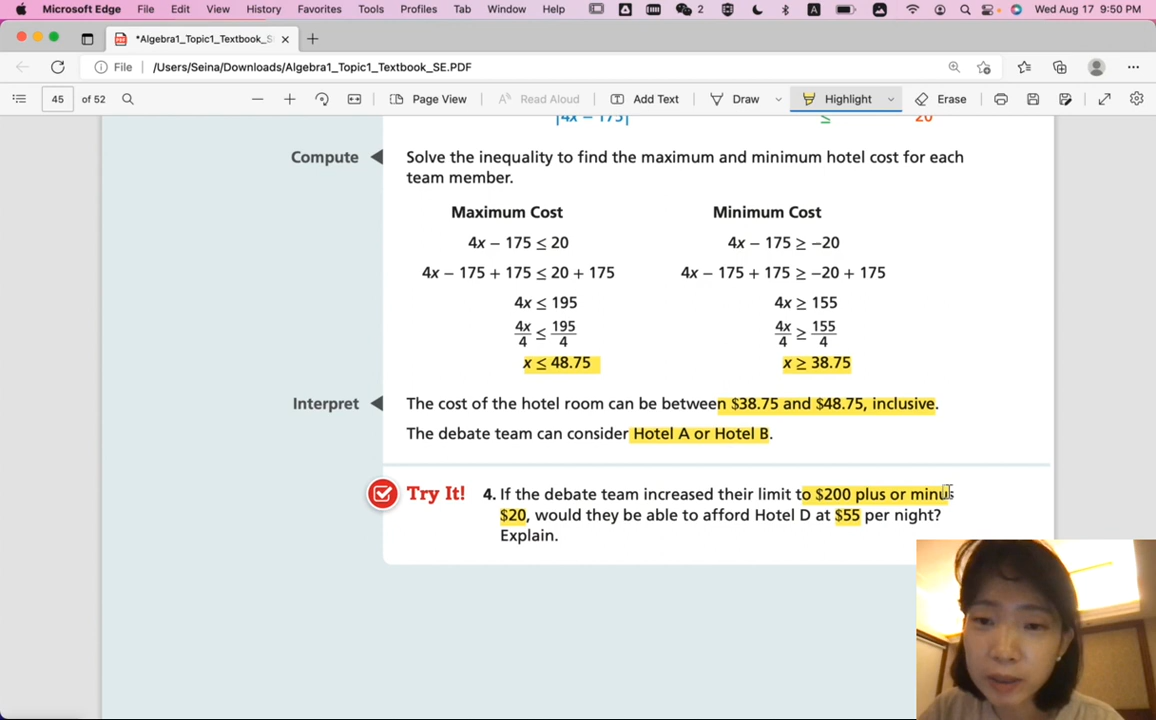 Microsoft Edge File Edit View History Favorites Tools Profiles Tab Window Help 2 A Wed Aug 17 9:50 PM
*Algebra1_Topic1_Textbook_S
File /Users/Seina/Downloads/Algebra1_Topic1_Textbook_SE.PDF
45 of 52 Page View Read Aloud Add Text Draw Highlight Erase
|4x − 175| ≤ 20
Compute Solve the inequality to find the maximum and minimum hotel cost for each
team member.
Maximum Cost Minimum Cost
4x − 175 ≤ 20 4x − 175 ≥ −20
4x − 175 + 175 ≤ 20 + 175 4x − 175 + 175 ≥ −20 + 175
4x ≤ 195 4x ≥ 155
4x/4 ≤ 195/4 4x/4 ≥ 155/4
x ≤ 48.75 x ≥ 38.75
Interpret The cost of the hotel room can be between $38.75 and $48.75, inclusive.
The debate team can consider Hotel A or Hotel B.
Try It! 4. If the debate team increased their limit to $200 plus or minus
$20, would they be able to afford Hotel D at $55 per night?
Explain.